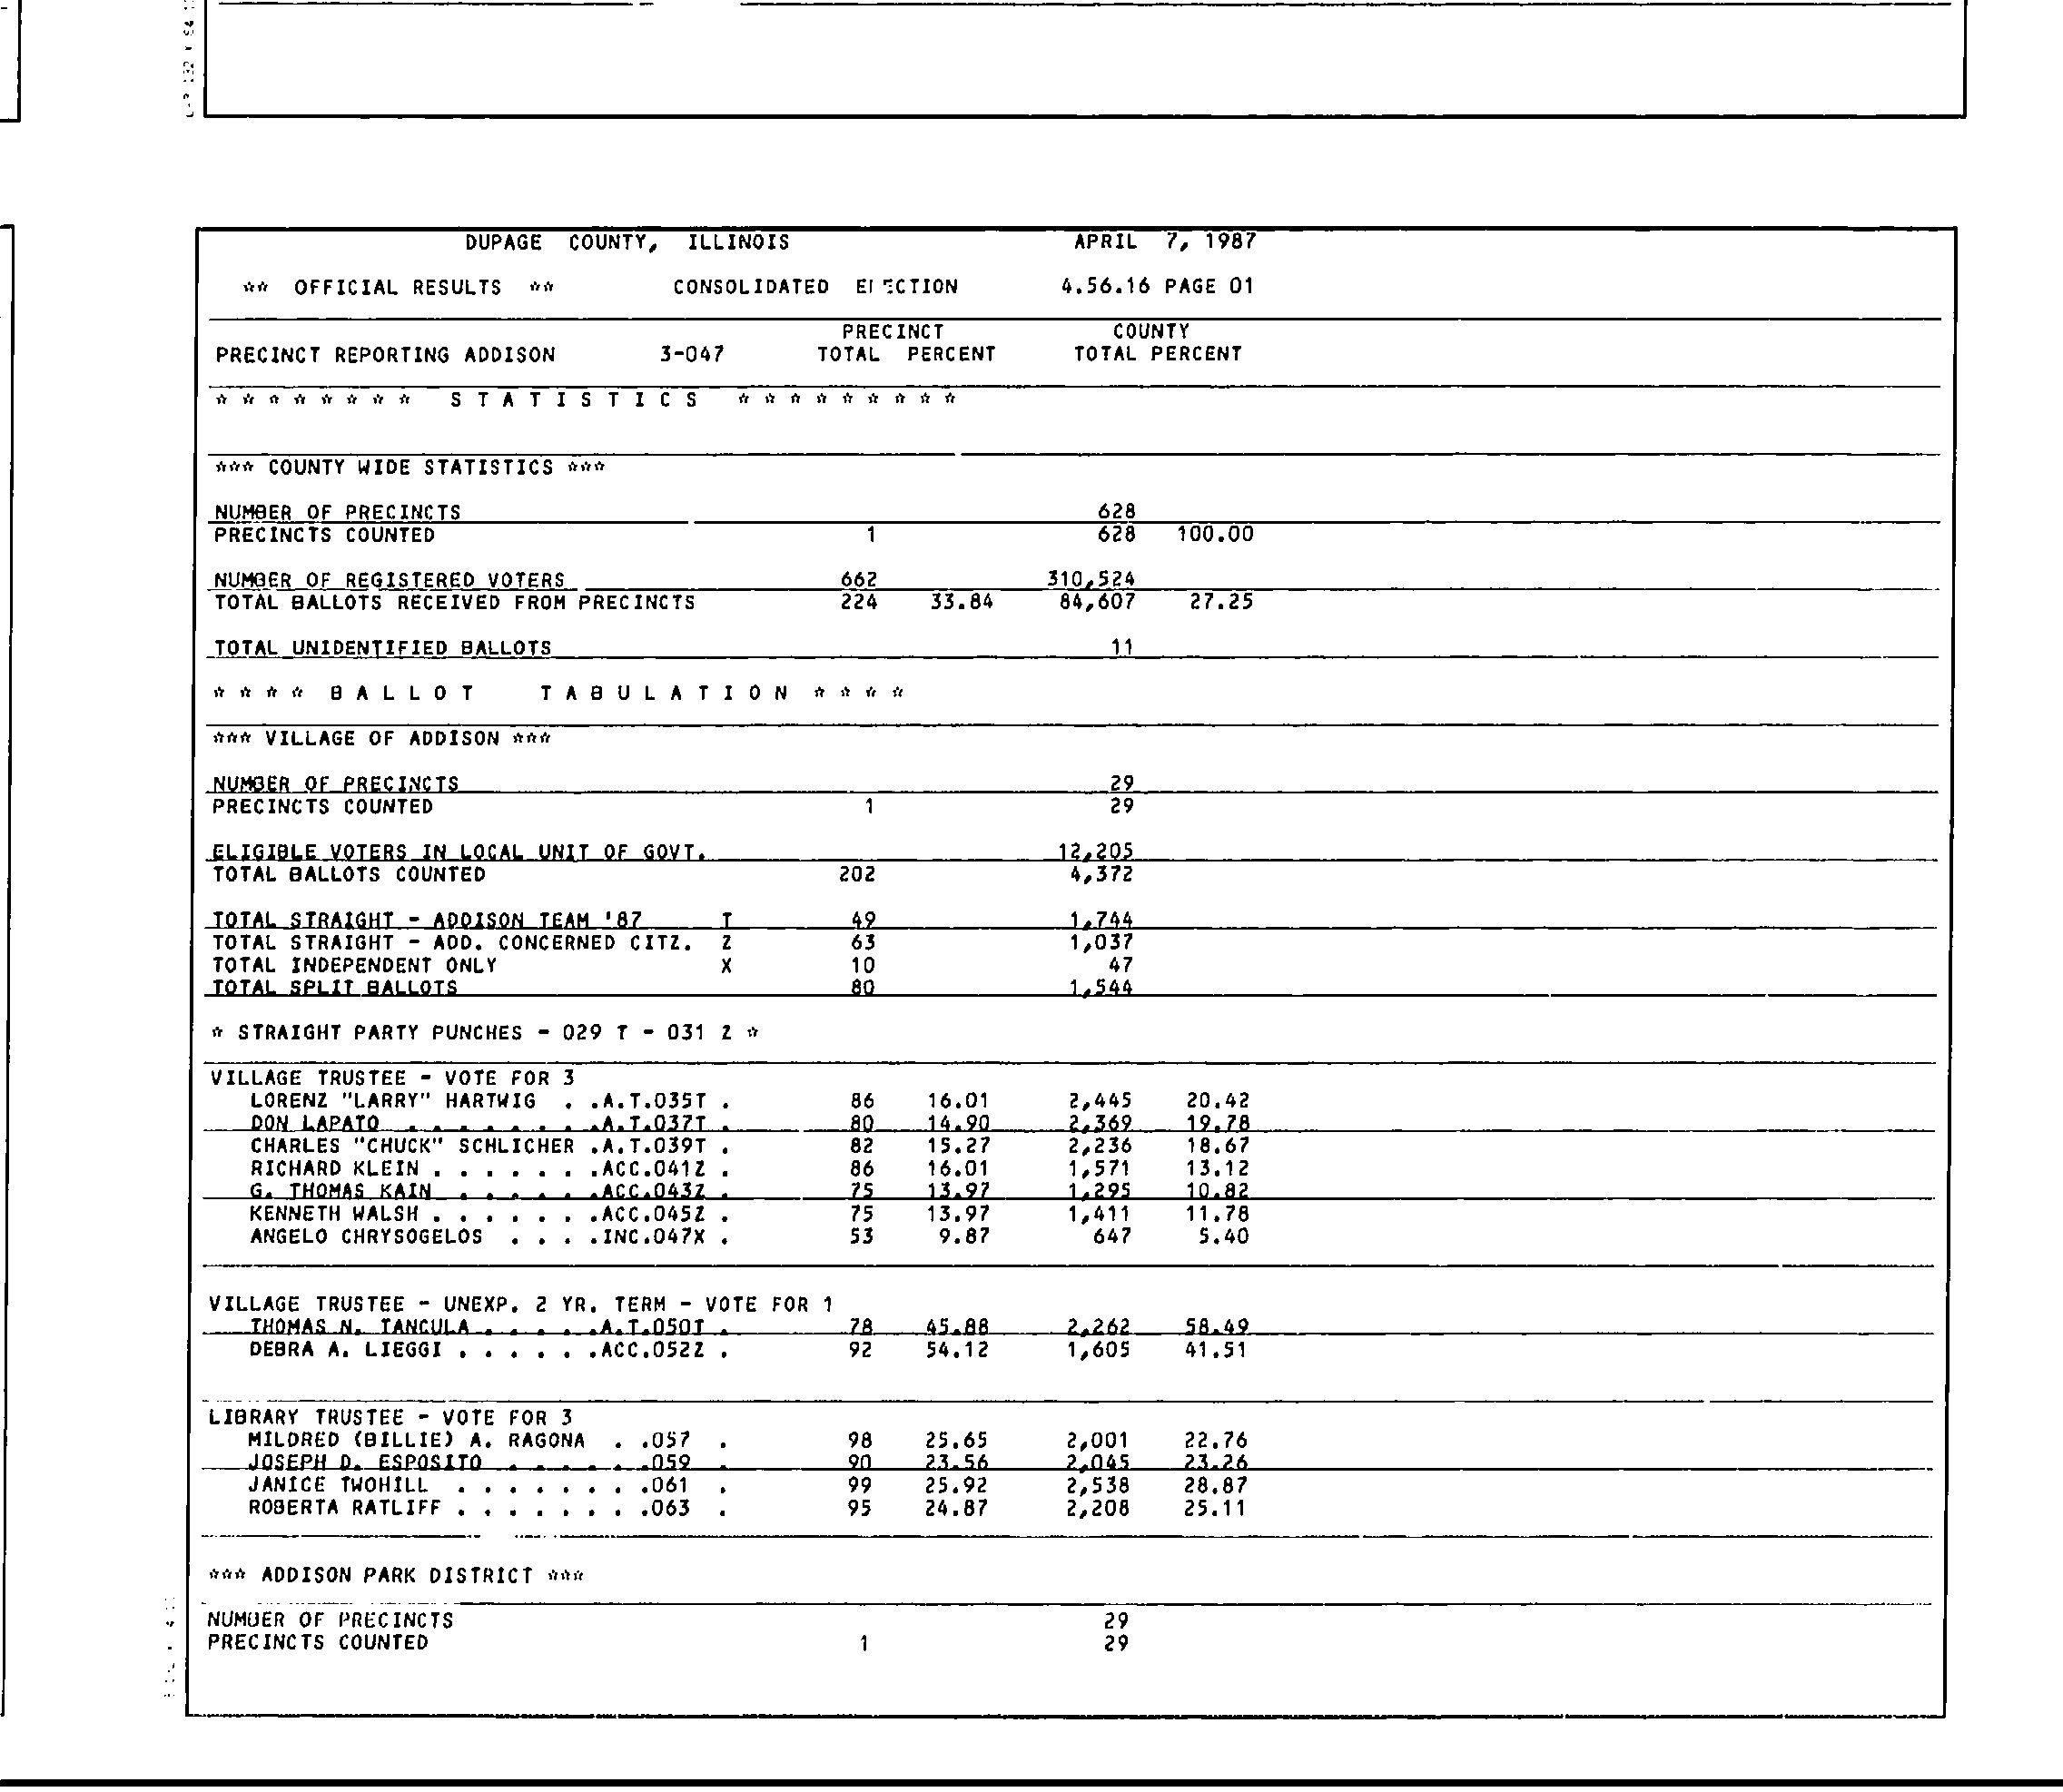 DUPAGE COUNTY, ILLINOIS APRIL 7, 1987
** OFFICIAL RESULTS ** CONSOLIDATED ELECTION 4.56.16 PAGE 01
PRECINCT COUNTY
PRECINCT REPORTING ADDISON 3-047 TOTAL PERCENT TOTAL PERCENT
* * * * * * * * S T A T I S T I C S * * * * * * * * *
*** COUNTY WIDE STATISTICS ***
NUMBER OF PRECINCTS 628
PRECINCTS COUNTED 1 628 100.00
NUMBER OF REGISTERED VOTERS 662 310,524
TOTAL BALLOTS RECEIVED FROM PRECINCTS 224 33.84 84,607 27.25
TOTAL UNIDENTIFIED BALLOTS 11
* * * * B A L L O T T A B U L A T I O N * * * *
*** VILLAGE OF ADDISON ***
NUMBER OF PRECINCTS 29
PRECINCTS COUNTED 1 29
ELIGIBLE VOTERS IN LOCAL UNIT OF GOVT. 12,205
TOTAL BALLOTS COUNTED 202 4,372
TOTAL STRAIGHT - ADDISON TEAM '87 T 49 1,744
TOTAL STRAIGHT - ADD. CONCERNED CITZ. Z 63 1,037
TOTAL INDEPENDENT ONLY X 10 47
TOTAL SPLIT BALLOTS 80 1,544
* STRAIGHT PARTY PUNCHES - 029 T - 031 Z *
VILLAGE TRUSTEE - VOTE FOR 3
LORENZ "LARRY" HARTWIG . .A.T.035T . 86 16.01 2,445 20.42
DON LAPATO . . . . . . . .A.T.037T . 80 14.90 2,369 19.78
CHARLES "CHUCK" SCHLICHER .A.T.039T . 82 15.27 2,236 18.67
RICHARD KLEIN . . . . . . .ACC.041Z . 86 16.01 1,571 13.12
G. THOMAS KAIN . . . . . .ACC.043Z . 75 13.97 1,295 10.82
KENNETH WALSH . . . . . . .ACC.045Z . 75 13.97 1,411 11.78
ANGELO CHRYSOGELOS . . . .INC.047X . 53 9.87 647 5.40
VILLAGE TRUSTEE - UNEXP. 2 YR. TERM - VOTE FOR 1
THOMAS N. TANCULA . . . . .A.T.050T . 78 45.88 2,262 58.49
DEBRA A. LIEGGI . . . . . .ACC.052Z . 92 54.12 1,605 41.51
LIBRARY TRUSTEE - VOTE FOR 3
MILDRED (BILLIE) A. RAGONA . .057 . 98 25.65 2,001 22.76
JOSEPH D. ESPOSITO . . . . . .059 . 90 23.56 2,045 23.26
JANICE TWOHILL . . . . . . . .061 . 99 25.92 2,538 28.87
ROBERTA RATLIFF . . . . . . . .063 . 95 24.87 2,208 25.11
*** ADDISON PARK DISTRICT ***
NUMBER OF PRECINCTS 29
PRECINCTS COUNTED 1 29